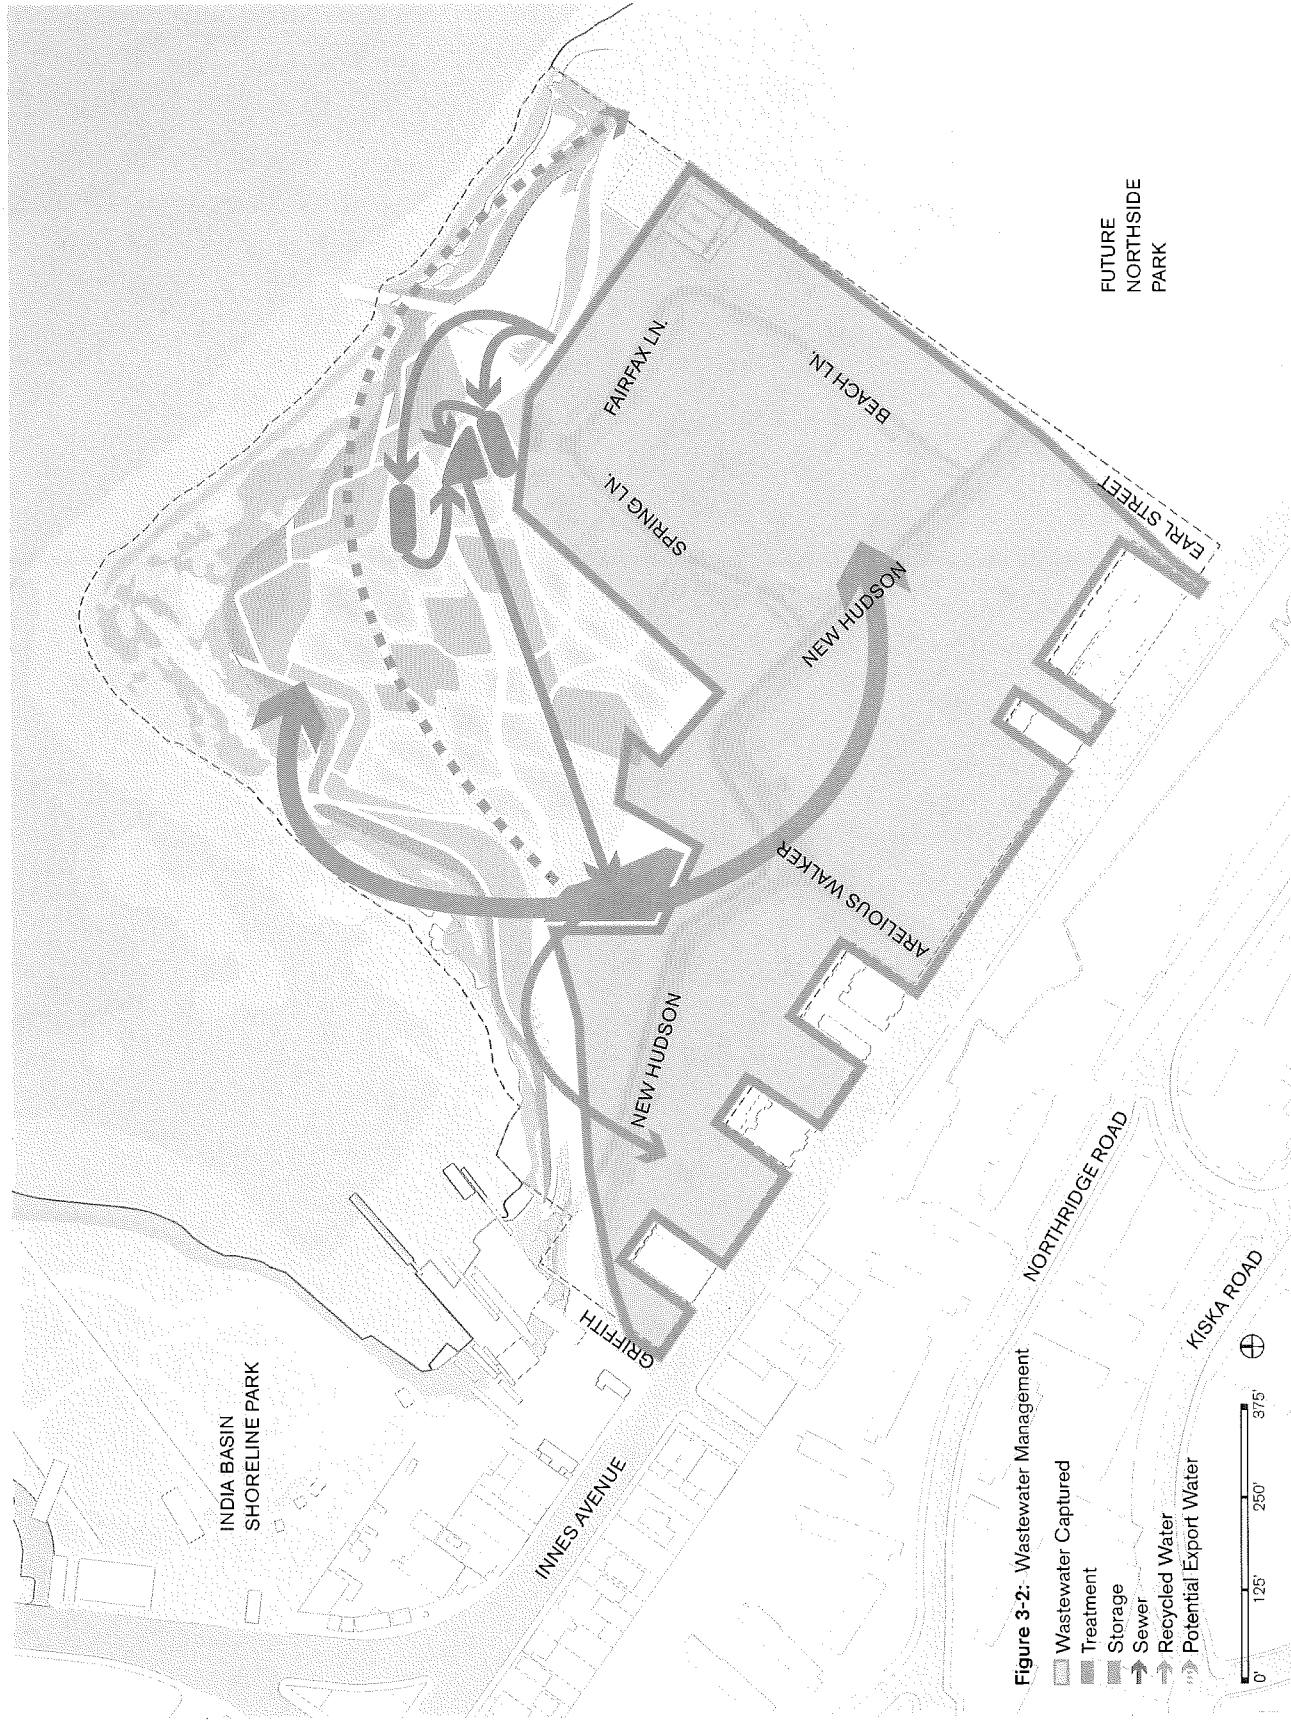 INDIA BASIN
SHORELINE PARK
FUTURE
NORTHSIDE
PARK
FAIRFAX LN.
BEACH LN.
SPRING LN.
NEW HUDSON
EARL STREET
ARELIOUS WALKER
NEW HUDSON
GRIFFITH
INNES AVENUE
NORTHRIDGE ROAD
KISKA ROAD
Figure 3-2: Wastewater Management
Wastewater Captured
Treatment
Storage
Sewer
Recycled Water
Potential Export Water
0' 125' 250' 375'